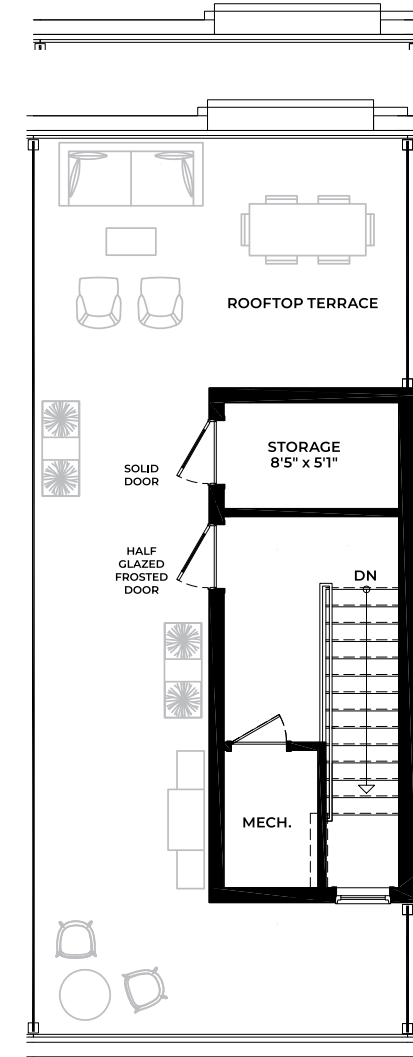 ROOFTOP TERRACE
STORAGE
8'5" x 5'1"
SOLID
DOOR
HALF
GLAZED
FROSTED
DOOR
DN
MECH.